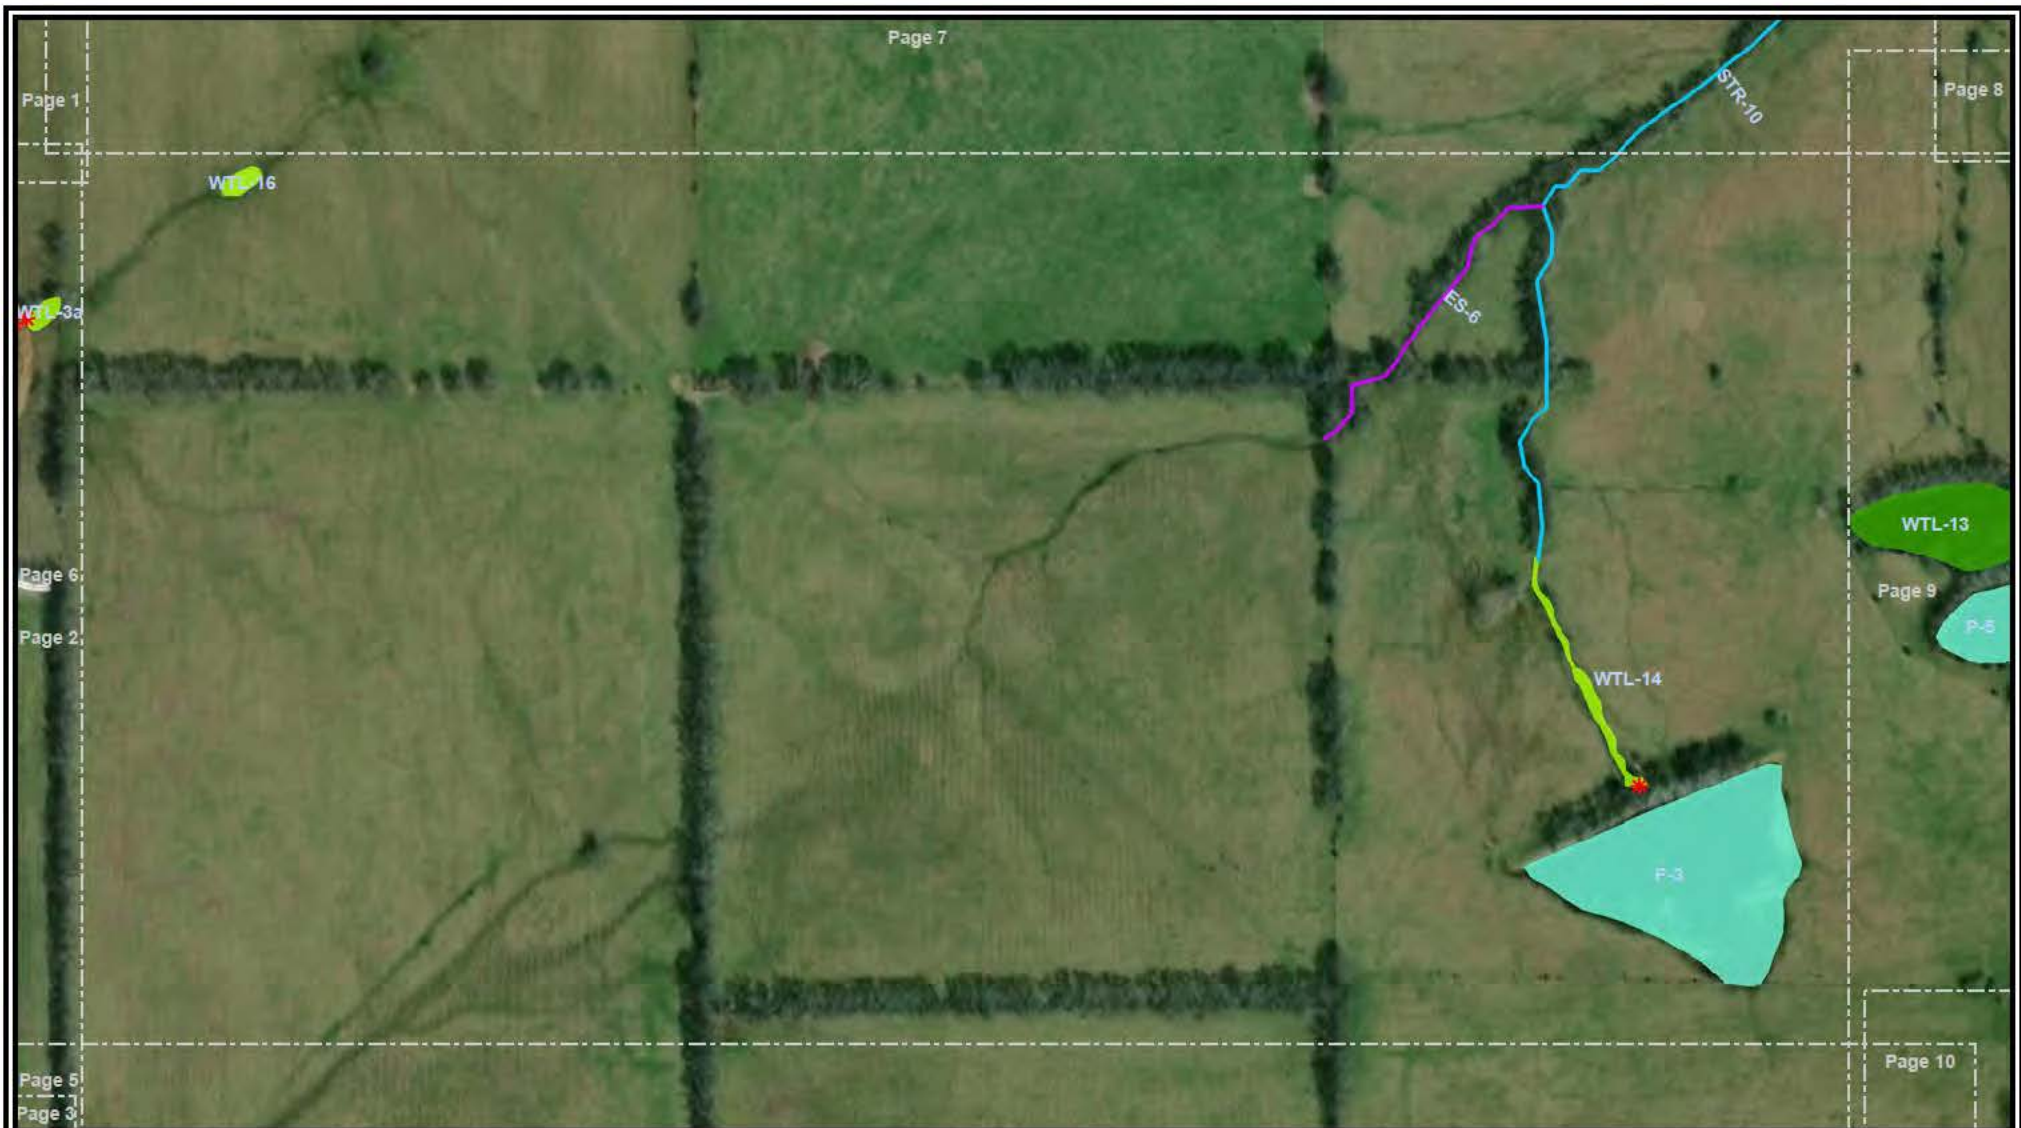 Page 7
Page 1
Page 8
STR-10
WTL-16
ES-6
WTL-3a
WTL-13
Page 6
Page 9
P-5
Page 2
WTL-14
P-3
Page 5
Page 10
Page 3